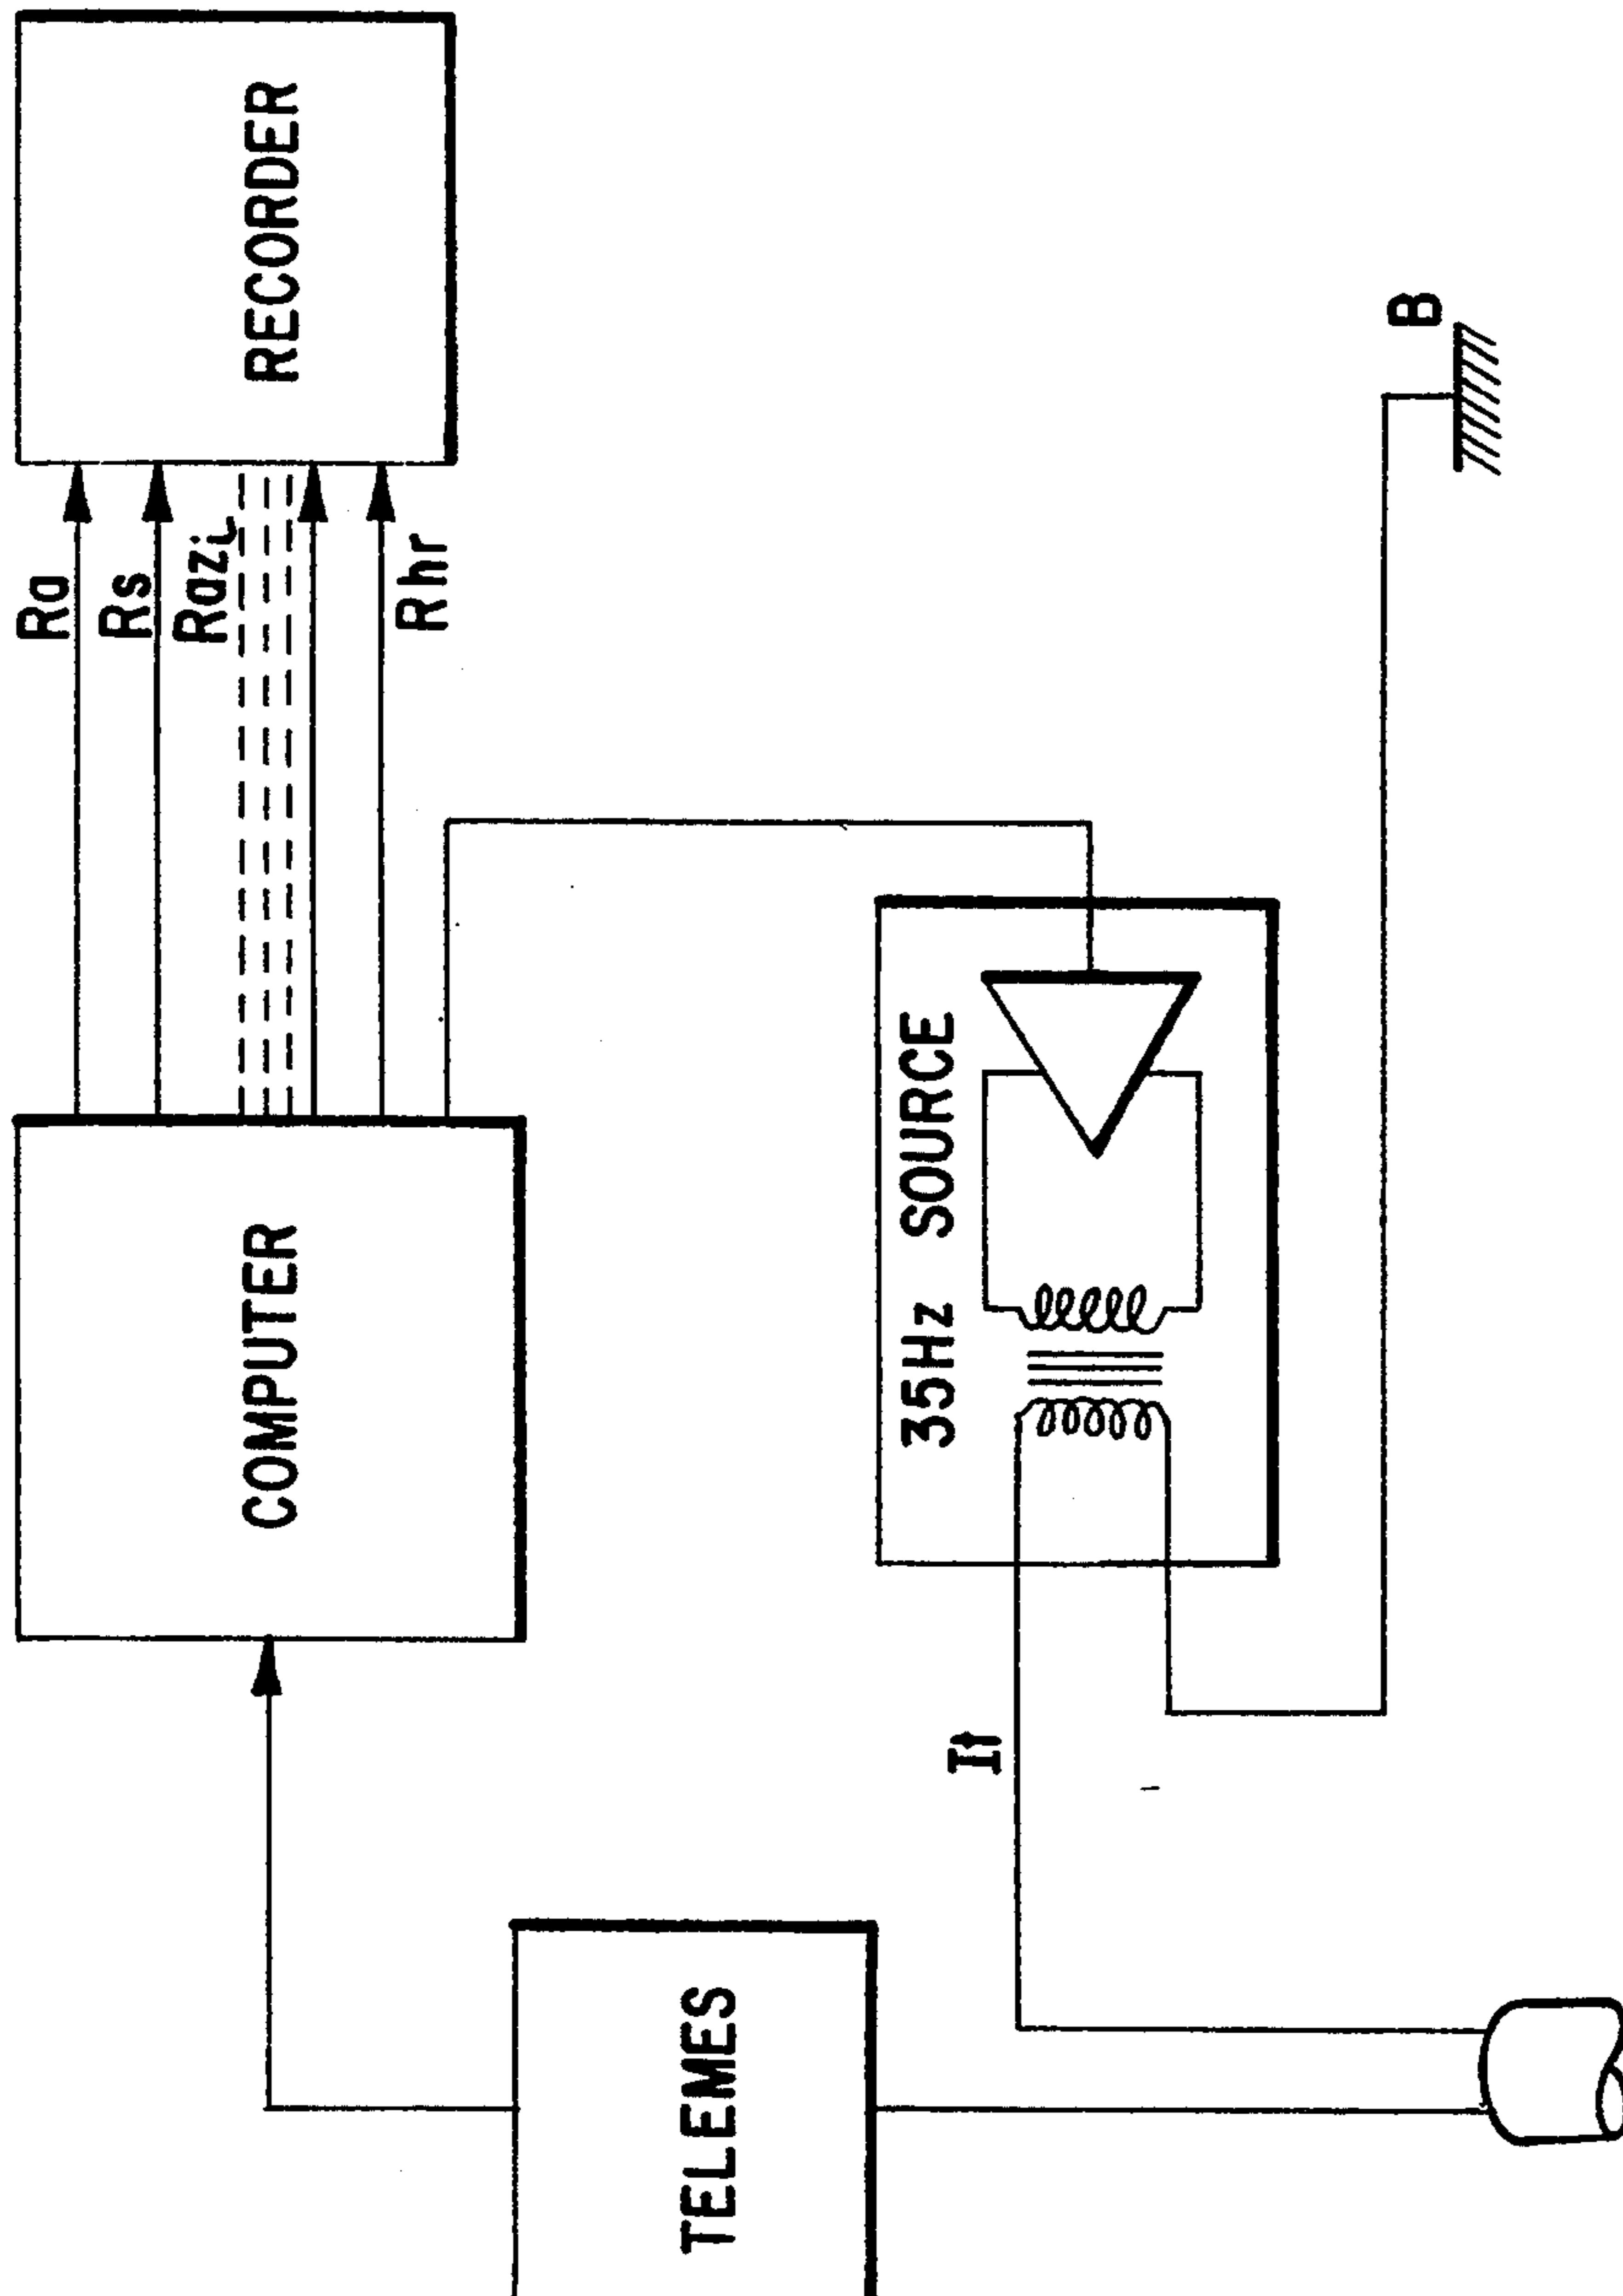 RECORDER
Ra
Rs
Razi
Rhr
COMPUTER
35Hz SOURCE
B
It
TELEMES